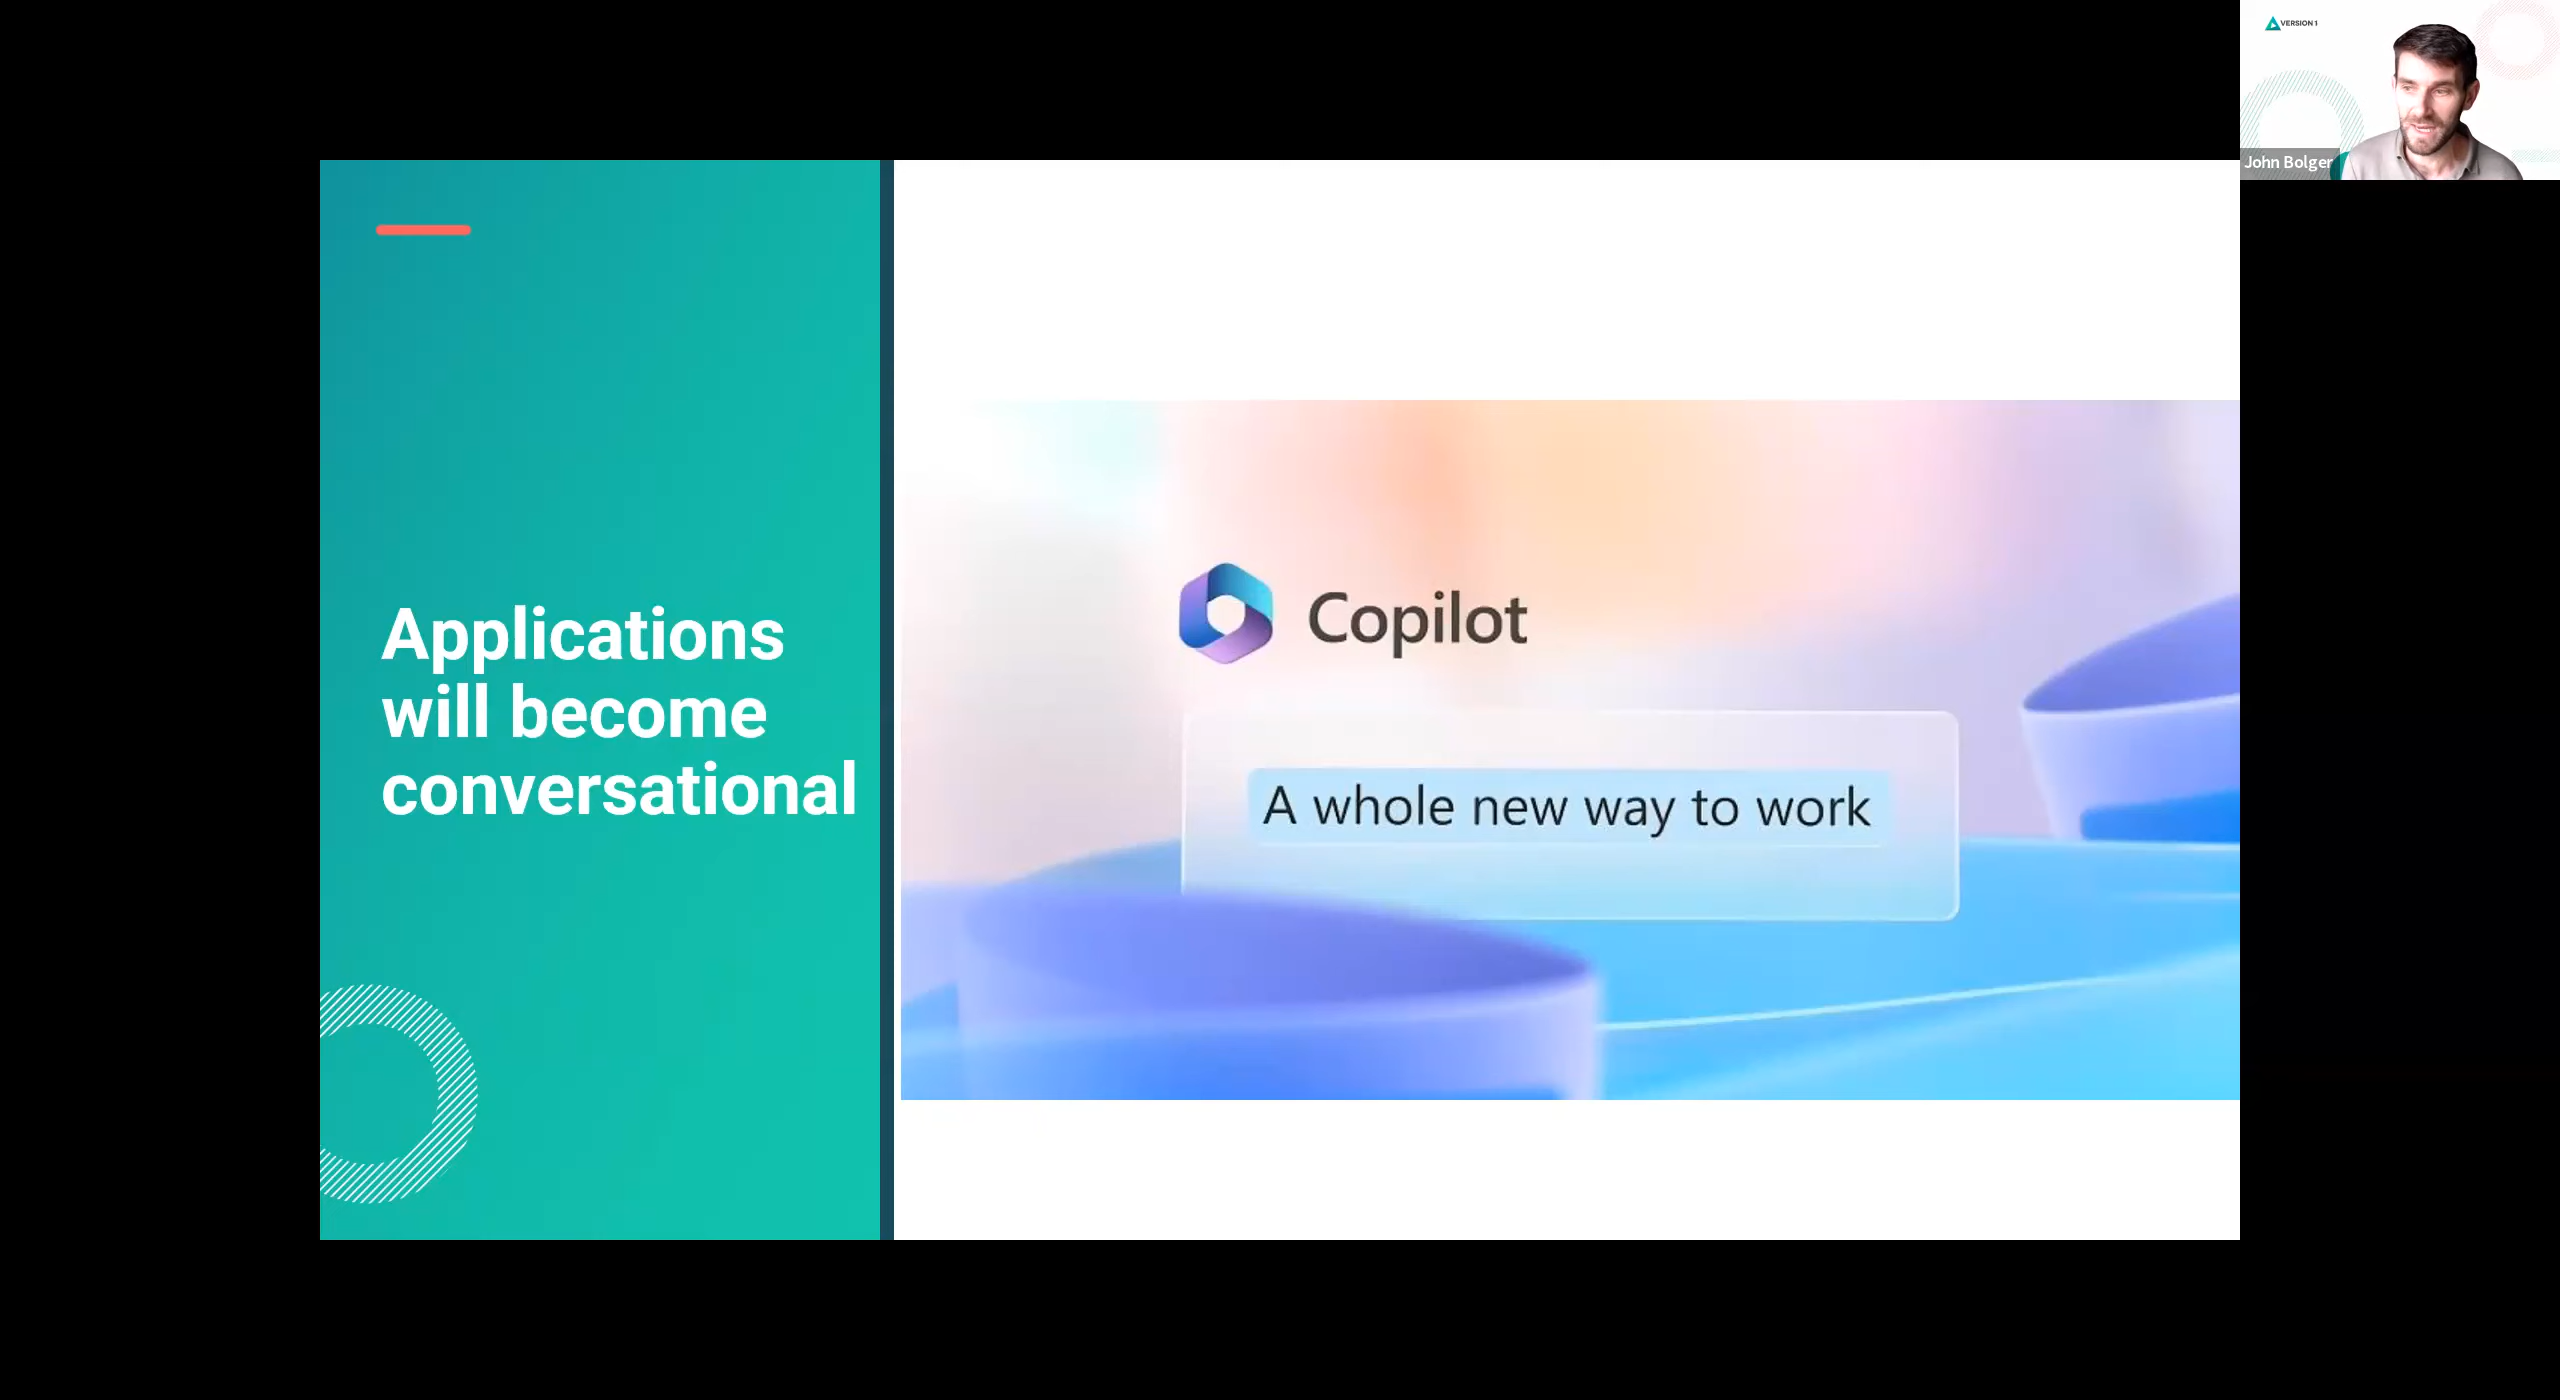 VERSION 1
John Bolger
Applications
will become
conversational
Copilot
A whole new way to work